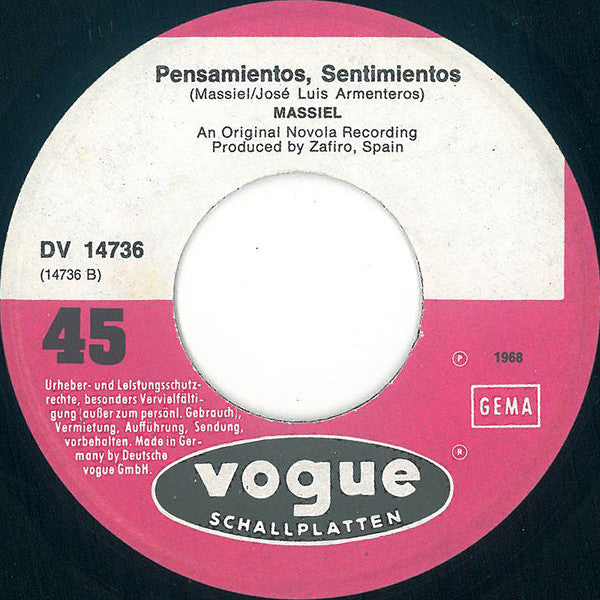 Pensamientos, Sentimientos
(Massiel/José Luis Armenteros)
MASSIEL
An Original Novola Recording
Produced by Zafiro, Spain
DV 14736
(14736 B)
45
P 1968
GEMA
Urheber- und Leistungsschutz-
rechte, besonders Vervielfälti-
gung (außer zum persönl. Gebrauch),
Vermietung, Aufführung, Sendung,
vorbehalten. Made in Ger-
many by Deutsche
vogue GmbH.
R
vogue
SCHALLPLATTEN